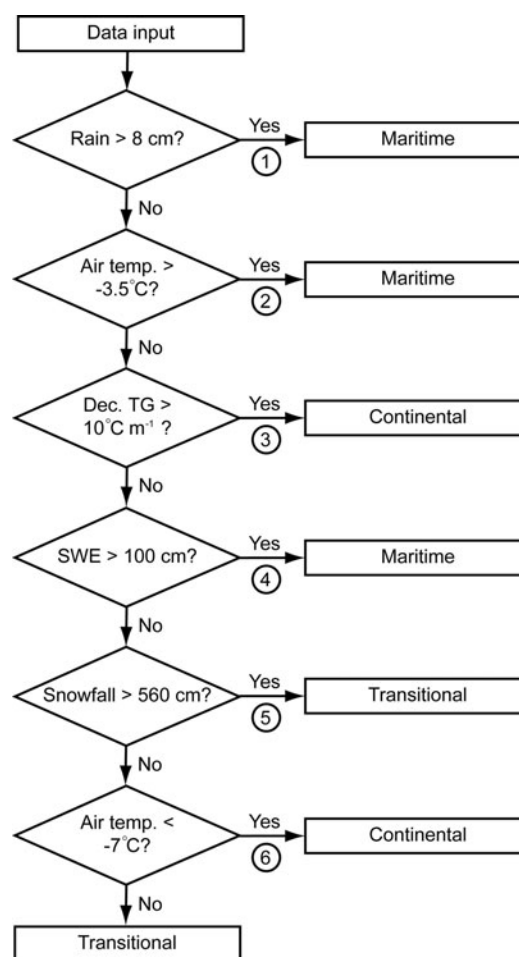 Data input
Rain > 8 cm?
Yes
1
Maritime
No
Air temp. >
-3.5°C?
Yes
2
Maritime
No
Dec. TG >
10°C m⁻¹ ?
Yes
3
Continental
No
SWE > 100 cm?
Yes
4
Maritime
No
Snowfall > 560 cm?
Yes
5
Transitional
No
Air temp. <
-7°C?
Yes
6
Continental
No
Transitional